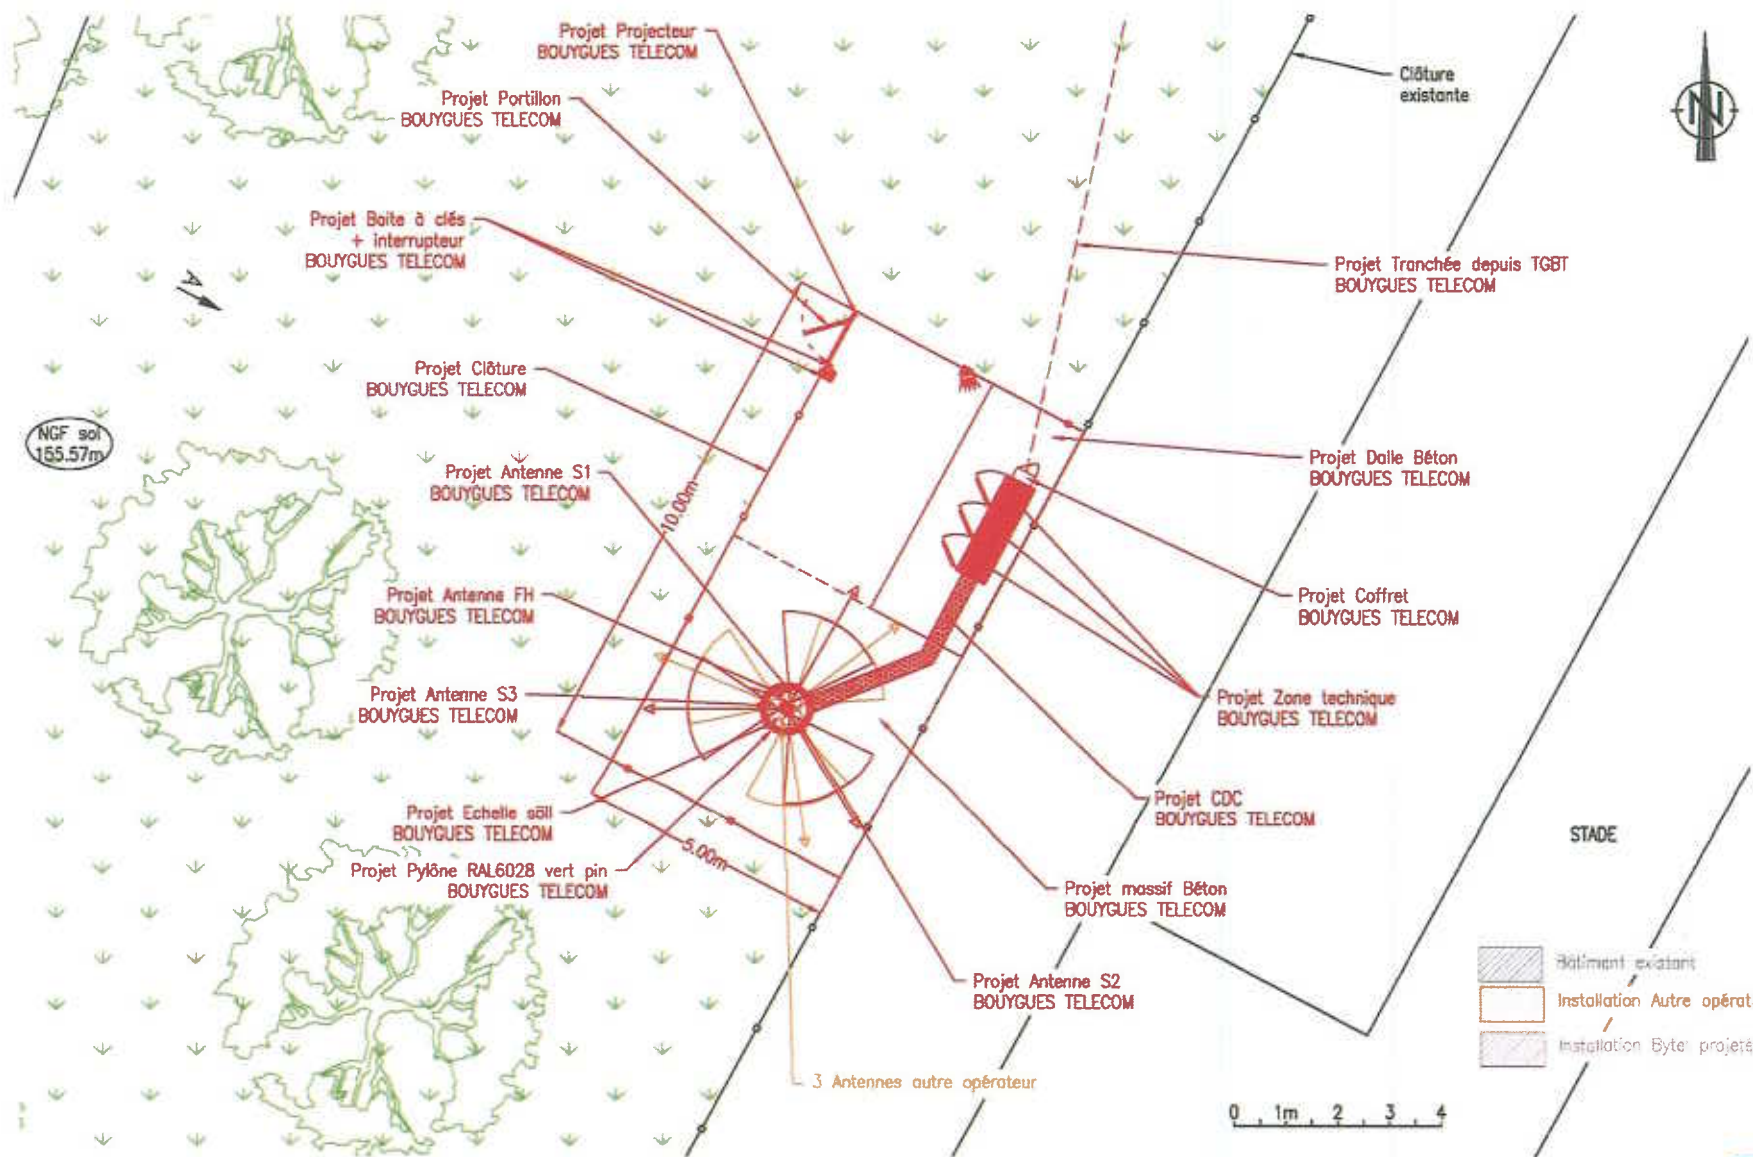 Projet Projecteur
BOUYGUES TELECOM
Projet Portillon
BOUYGUES TELECOM
Clôture
existante
N
Projet Boite à clés
+ interrupteur
BOUYGUES TELECOM
A
Projet Tranchée depuis TGBT
BOUYGUES TELECOM
Projet Clôture
BOUYGUES TELECOM
NGF sol
155.57m
Projet Antenne S1
BOUYGUES TELECOM
10.00m
Projet Dalle Béton
BOUYGUES TELECOM
Projet Antenne FH
BOUYGUES TELECOM
Projet Coffret
BOUYGUES TELECOM
Projet Antenne S3
BOUYGUES TELECOM
Projet Zone technique
BOUYGUES TELECOM
Projet Echelle söll
BOUYGUES TELECOM
Projet CDC
BOUYGUES TELECOM
STADE
5.00m
Projet Pylône RAL6028 vert pin
BOUYGUES TELECOM
Projet massif Béton
BOUYGUES TELECOM
Projet Antenne S2
BOUYGUES TELECOM
Bâtiment existant
Installation Autre opérat
Installation Bytel projeté
3 Antennes autre opérateur
0 1m 2 3 4